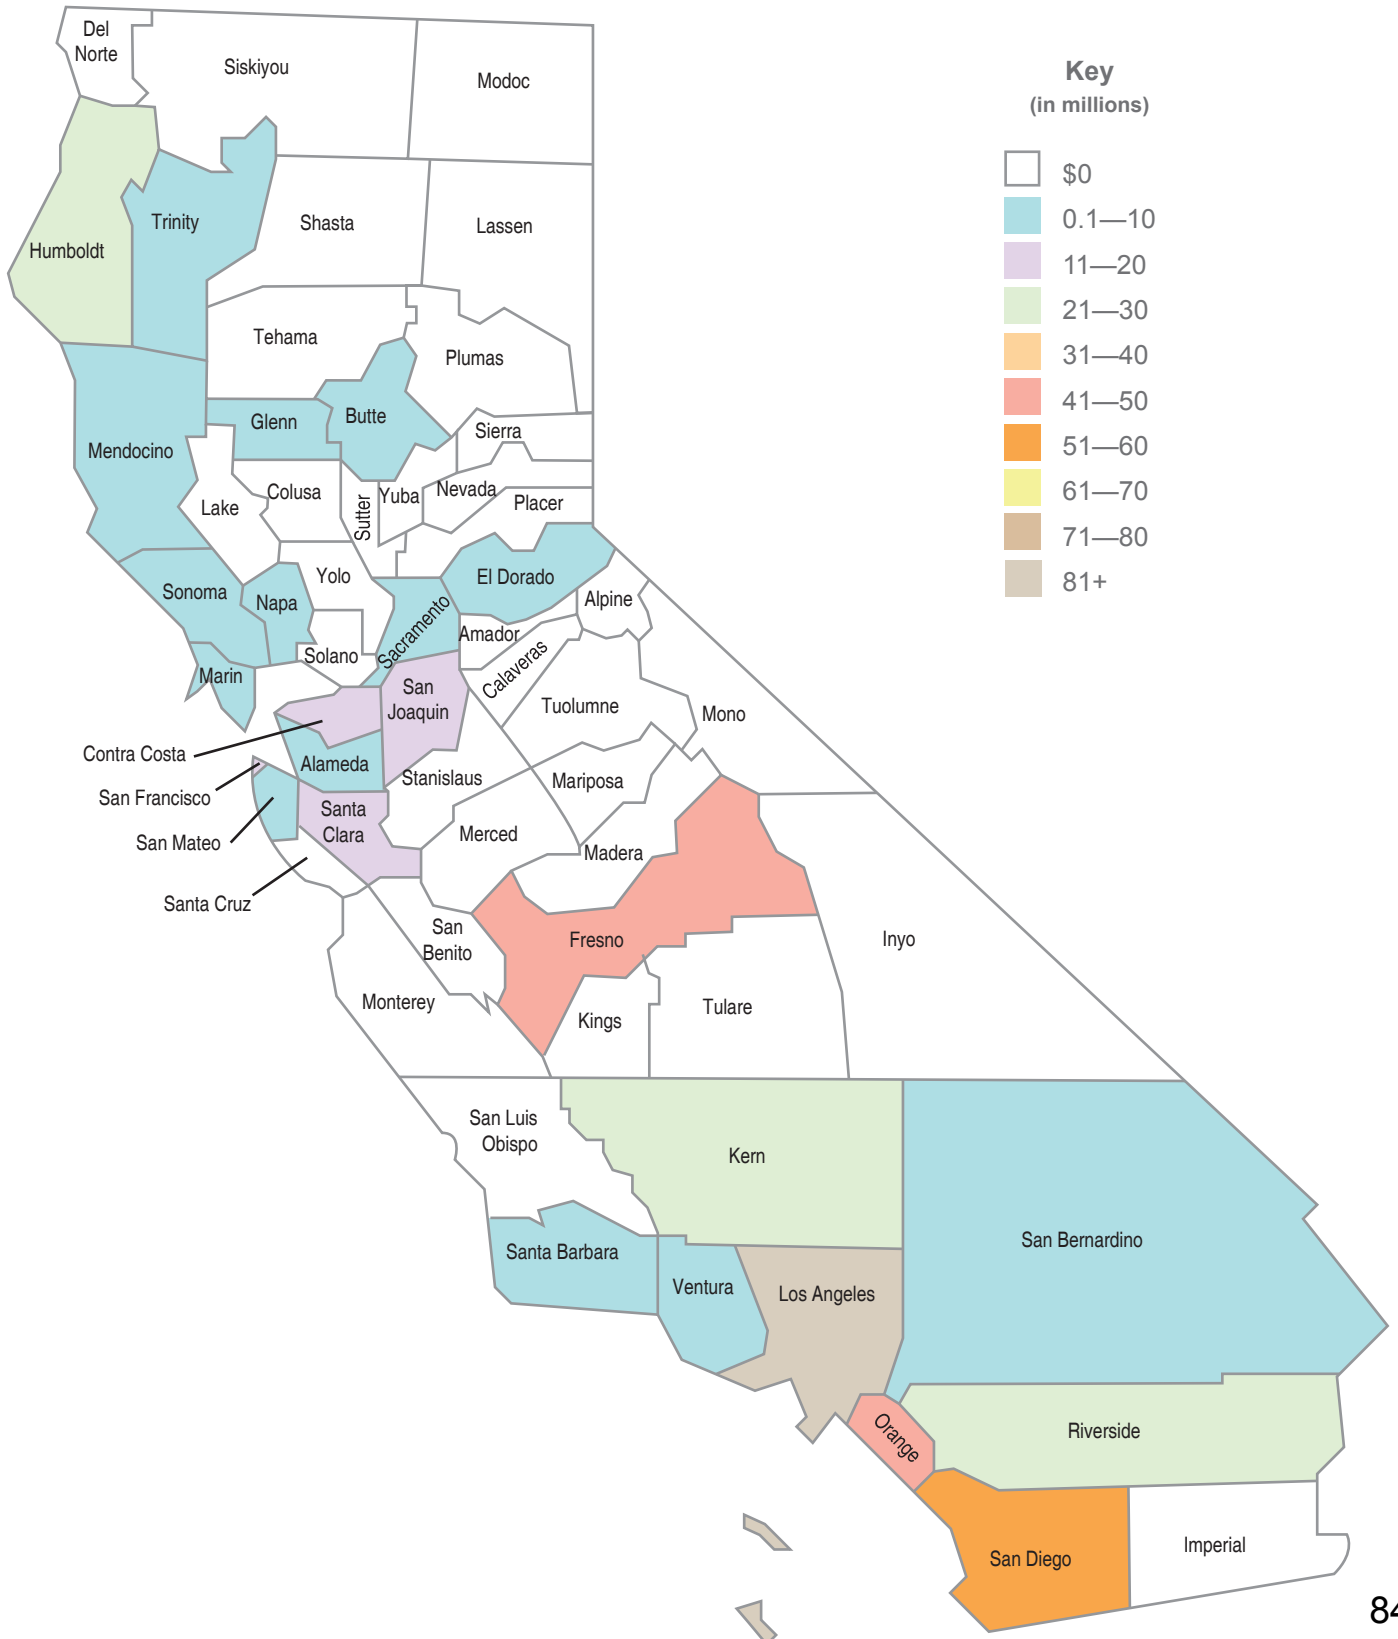 Del
Norte
Siskiyou
Modoc
Key
(in millions)
$0
0.1—10
11—20
21—30
31—40
41—50
51—60
61—70
71—80
81+
Humboldt
Trinity
Shasta
Lassen
Tehama
Plumas
Mendocino
Glenn
Butte
Sierra
Lake
Colusa
Sutter
Yuba
Nevada
Placer
Sonoma
Napa
Yolo
Sacramento
El Dorado
Alpine
Marin
Solano
Amador
Calaveras
San
Joaquin
Tuolumne
Mono
Contra Costa
Alameda
Stanislaus
Mariposa
San Francisco
Santa
Clara
San Mateo
Merced
Madera
Santa Cruz
San
Benito
Fresno
Inyo
Monterey
Kings
Tulare
San Luis
Obispo
Kern
Santa Barbara
Ventura
Los Angeles
San Bernardino
Orange
Riverside
San Diego
Imperial
84